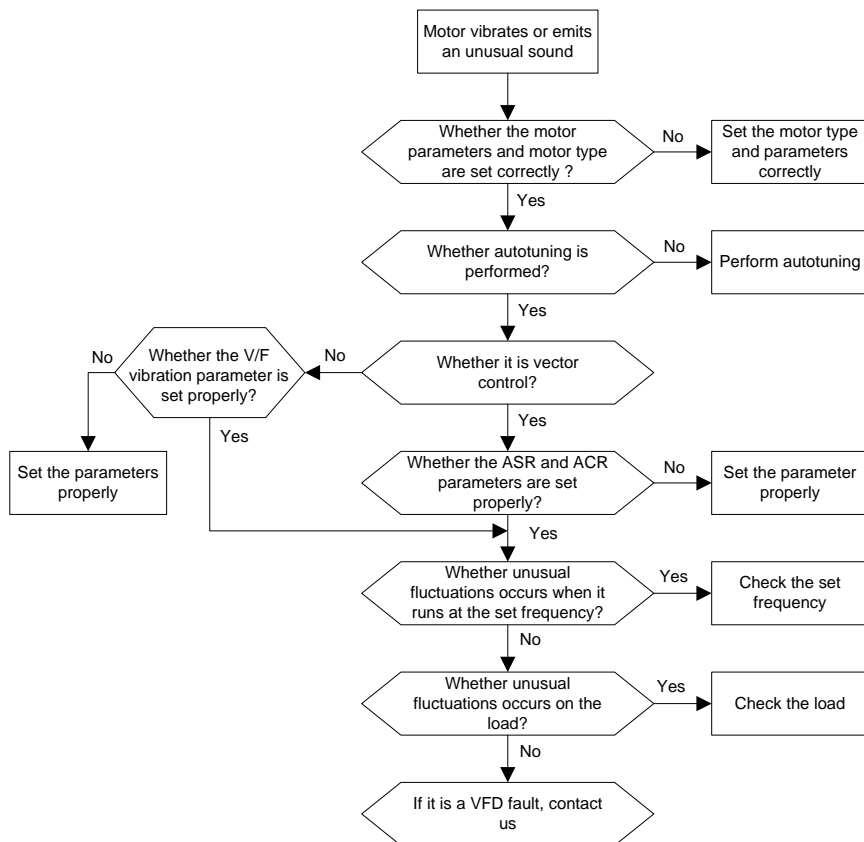 Motor vibrates or emits
an unusual sound
Whether the motor
parameters and motor type
are set correctly ?
No
Set the motor type
and parameters
correctly
Yes
Whether autotuning is
performed?
No
Perform autotuning
Yes
No
Whether the V/F
vibration parameter is
set properly?
No
Whether it is vector
control?
Yes
Yes
Set the parameters
properly
Whether the ASR and ACR
parameters are set
properly?
No
Set the parameter
properly
Yes
Whether unusual
fluctuations occurs when it
runs at the set frequency?
Yes
Check the set
frequency
No
Whether unusual
fluctuations occurs on the
load?
Yes
Check the load
No
If it is a VFD fault, contact
us